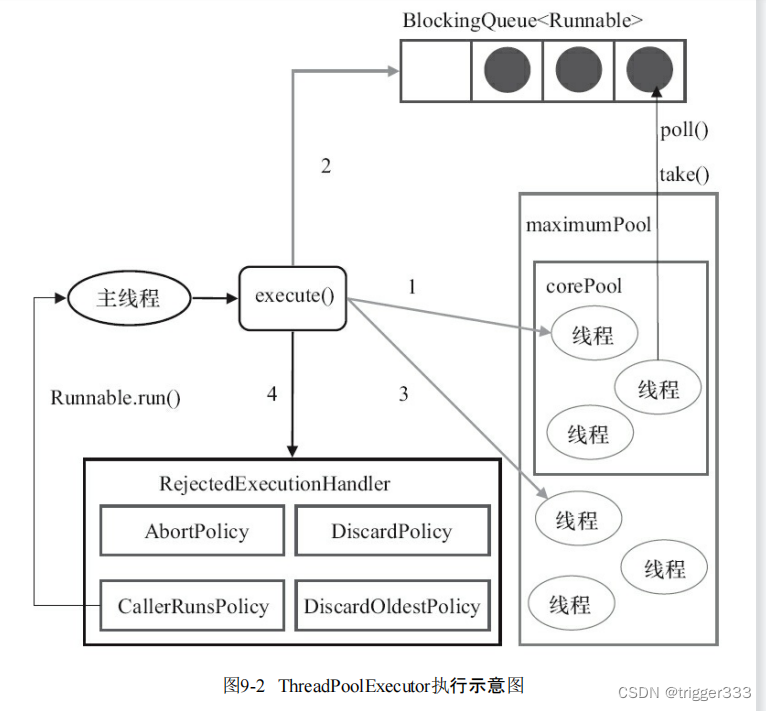 BlockingQueue<Runnable>
poll()
2
take()
maximumPool
corePool
1
主线程
execute()
线程
线程
Runnable.run()
4
3
线程
RejectedExecutionHandler
AbortPolicy
DiscardPolicy
线程
线程
CallerRunsPolicy
DiscardOldestPolicy
线程
图9-2 ThreadPoolExecutor执行示意图
CSDN @trigger333